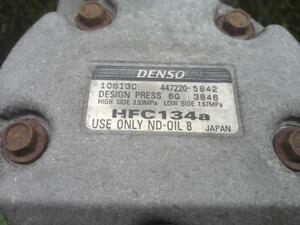 DENSO
10S13C 447220-5842
DESIGN PRESS 6Q 3846
HIGH SIDE 3.53MPa LOW SIDE 1.67MPa
HFC134a
USE ONLY ND-OIL 8 JAPAN